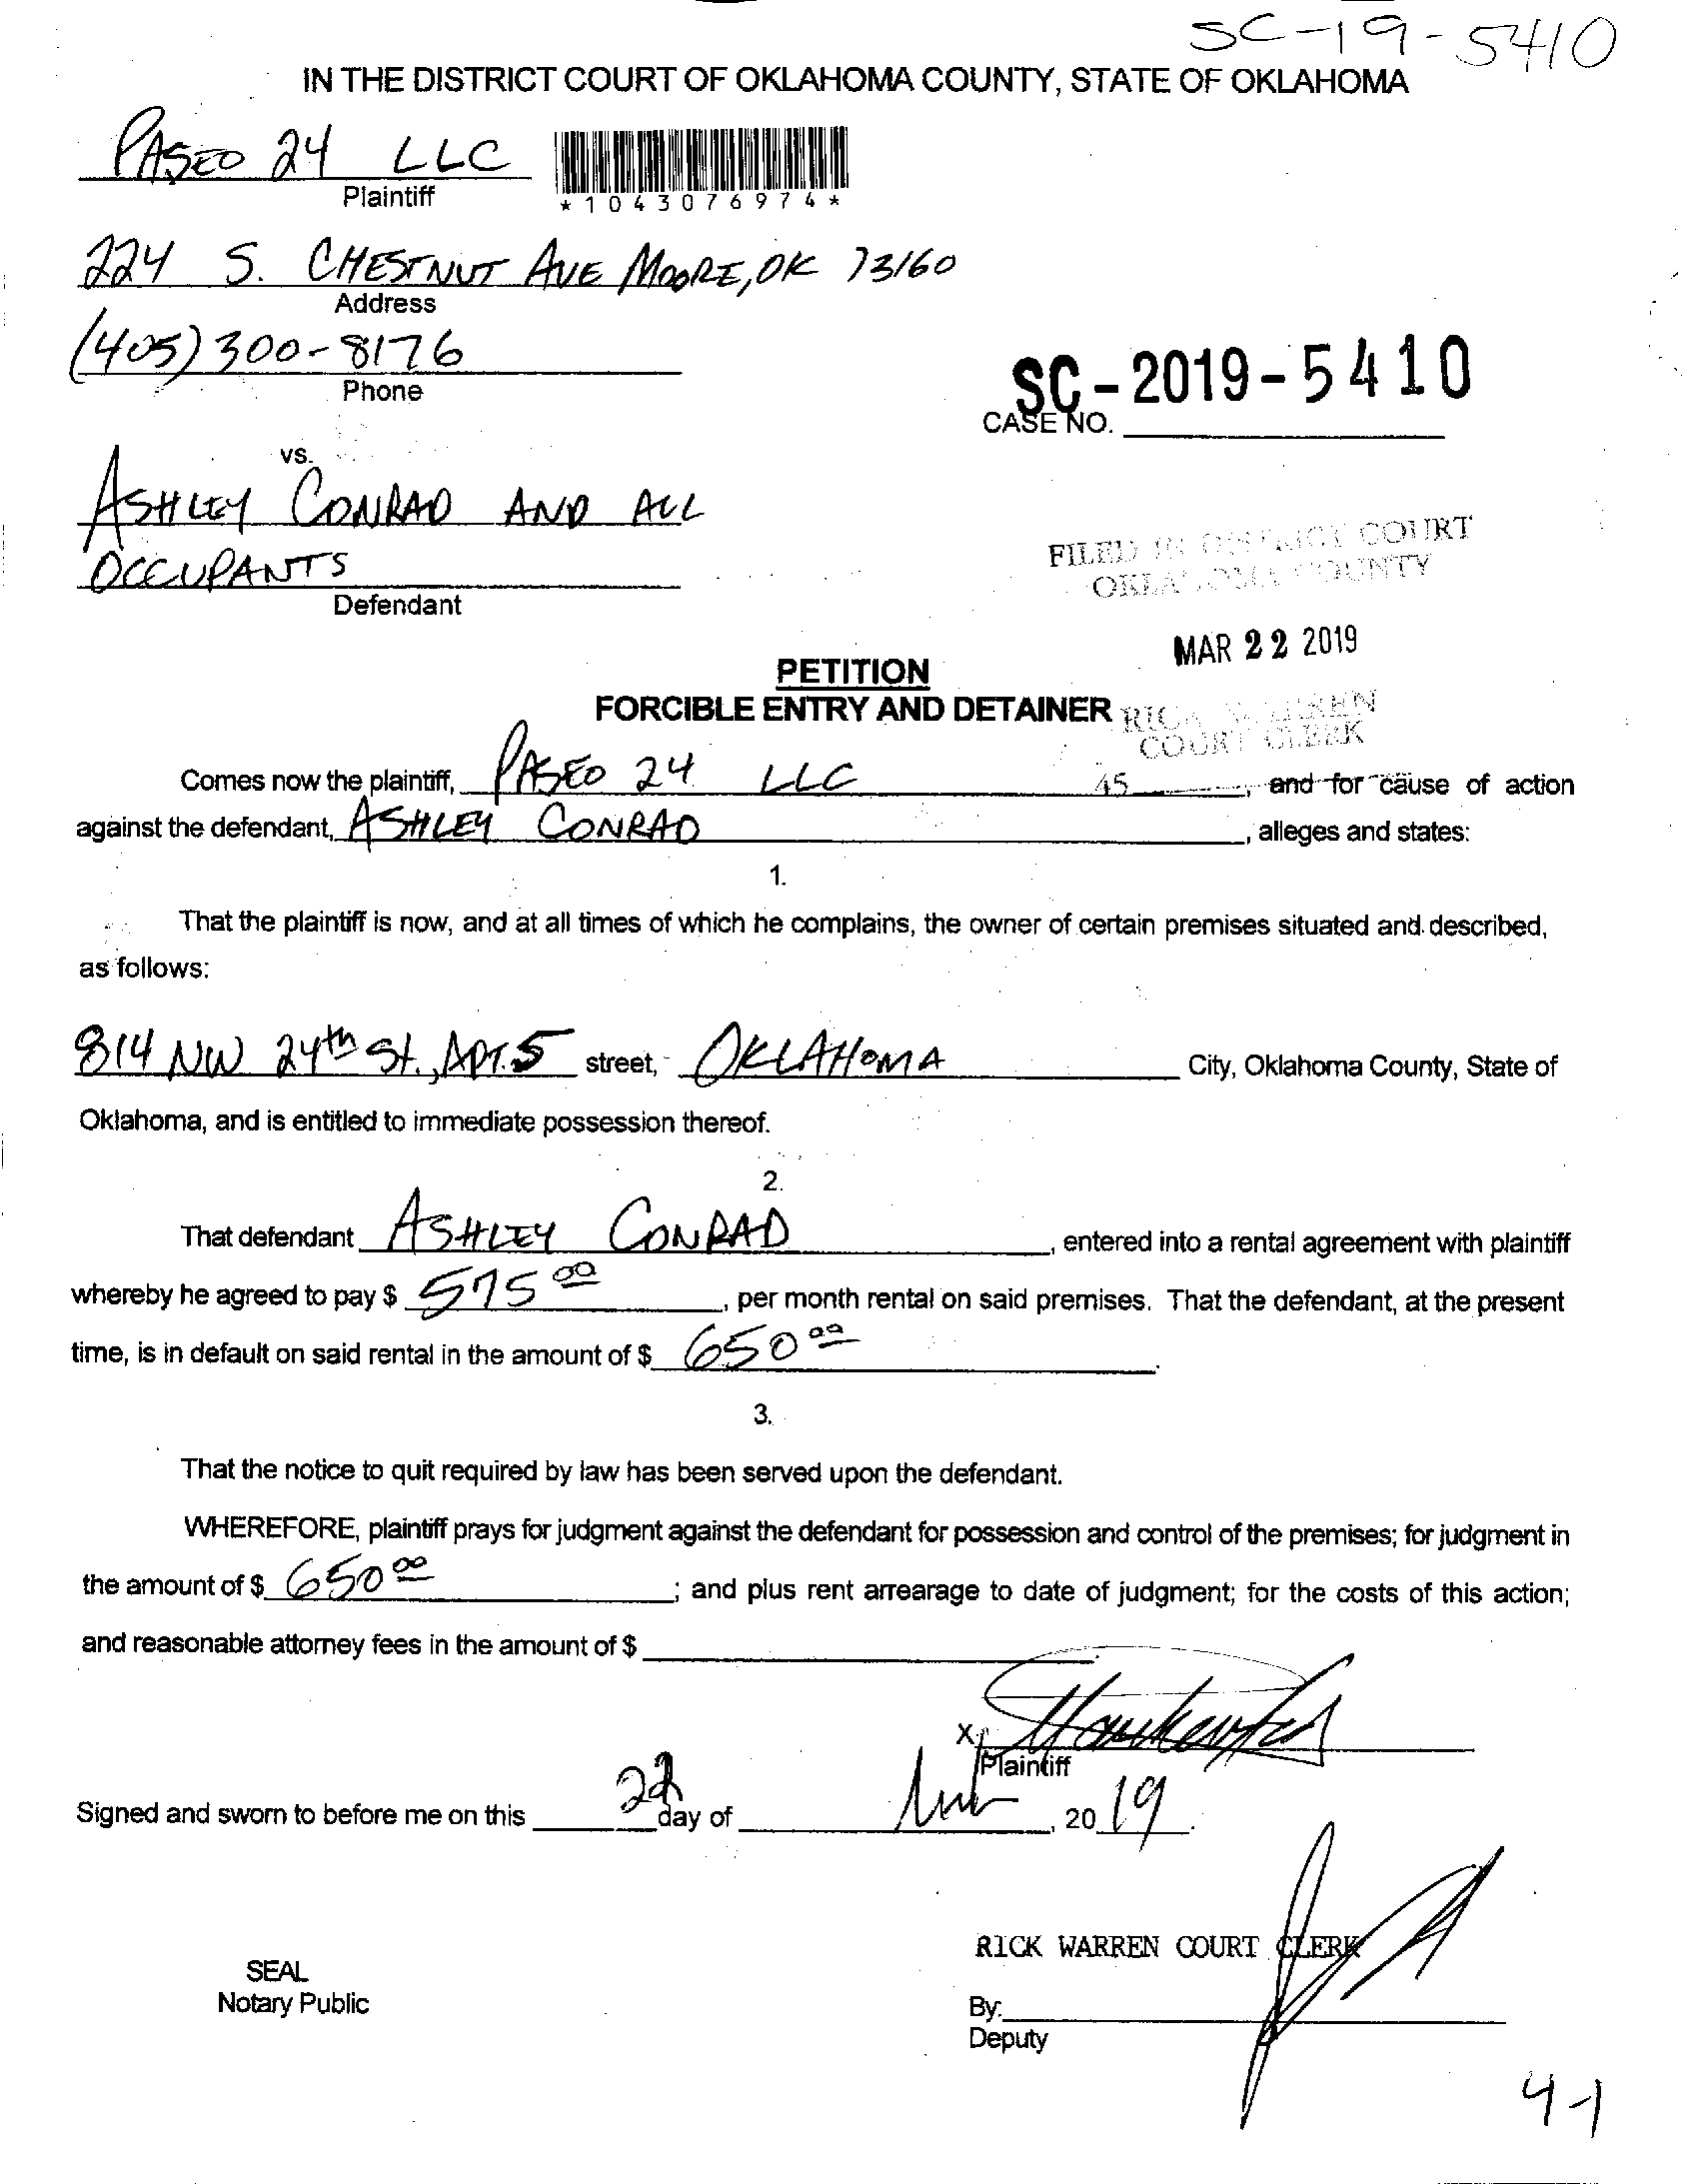 SC-19-5410
IN THE DISTRICT COURT OF OKLAHOMA COUNTY, STATE OF OKLAHOMA
PASEO 24 LLC
Plaintiff
*1043076974*
224 S. CHESTNUT AVE MOORE, OK 73160
Address
(405) 300-8176
Phone
SC-2019-5410
CASE NO.
vs.
ASHLEY CONRAD AND ALL
OCCUPANTS
Defendant
FILED IN DISTRICT COURT
OKLAHOMA COUNTY
MAR 22 2019
RICK WARREN
COURT CLERK
45
PETITION
FORCIBLE ENTRY AND DETAINER
Comes now the plaintiff, PASEO 24 LLC, and for cause of action
against the defendant, ASHLEY CONRAD, alleges and states:
1.
That the plaintiff is now, and at all times of which he complains, the owner of certain premises situated and described,
as follows:
814 NW 24th St., APT. 5 street, OKLAHOMA City, Oklahoma County, State of
Oklahoma, and is entitled to immediate possession thereof.
2.
That defendant ASHLEY CONRAD, entered into a rental agreement with plaintiff
whereby he agreed to pay $ 575 00, per month rental on said premises. That the defendant, at the present
time, is in default on said rental in the amount of $ 650 00.
3.
That the notice to quit required by law has been served upon the defendant.
WHEREFORE, plaintiff prays for judgment against the defendant for possession and control of the premises; for judgment in
the amount of $ 650 00; and plus rent arrearage to date of judgment; for the costs of this action;
and reasonable attorney fees in the amount of $
X
Plaintiff
Signed and sworn to before me on this 22 day of , 20 19.
RICK WARREN COURT CLERK
SEAL
Notary Public
By:
Deputy
4-1